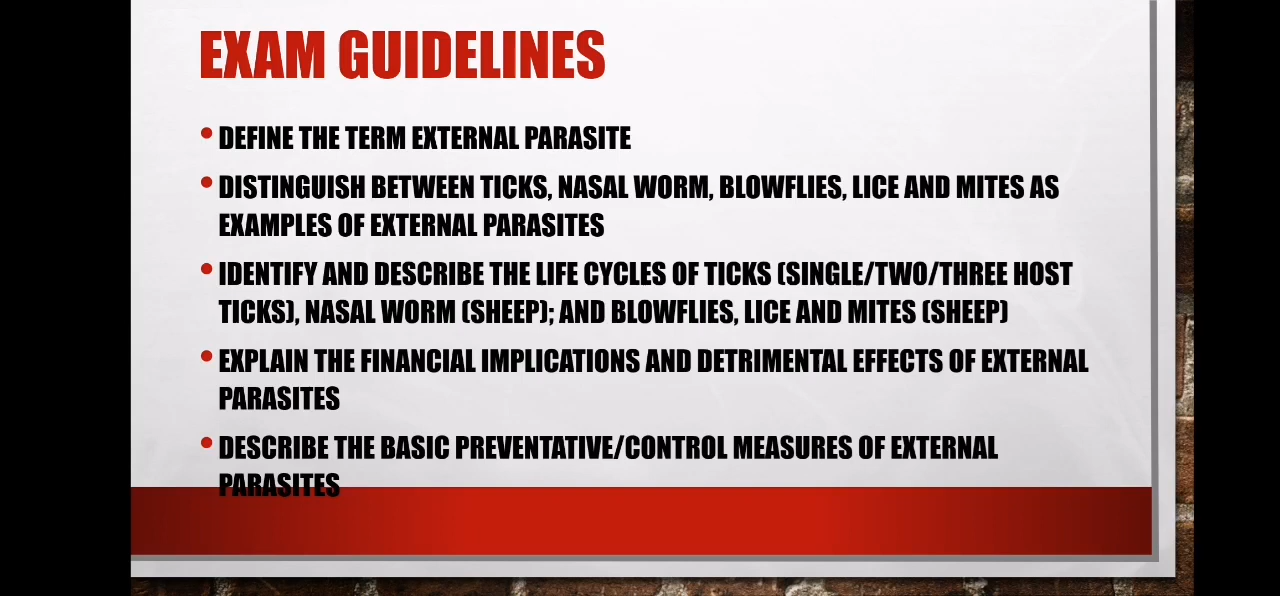 EXAM GUIDELINES
• DEFINE THE TERM EXTERNAL PARASITE
• DISTINGUISH BETWEEN TICKS, NASAL WORM, BLOWFLIES, LICE AND MITES AS
EXAMPLES OF EXTERNAL PARASITES
• IDENTIFY AND DESCRIBE THE LIFE CYCLES OF TICKS (SINGLE/TWO/THREE HOST
TICKS), NASAL WORM (SHEEP); AND BLOWFLIES, LICE AND MITES (SHEEP)
• EXPLAIN THE FINANCIAL IMPLICATIONS AND DETRIMENTAL EFFECTS OF EXTERNAL
PARASITES
• DESCRIBE THE BASIC PREVENTATIVE/CONTROL MEASURES OF EXTERNAL
PARASITES